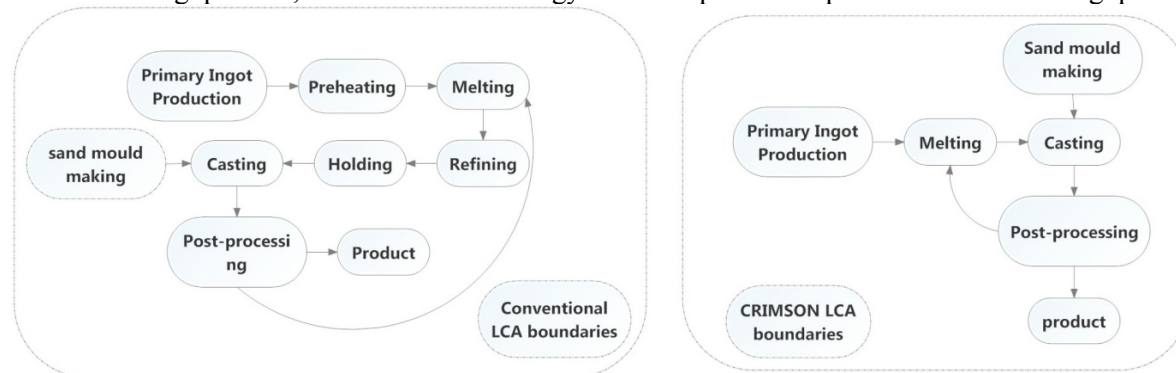 Primary Ingot
Production
Preheating
Melting
sand mould
making
Casting
Holding
Refining
Post-processi
ng
Product
Conventional
LCA boundaries
Sand mould
making
Primary Ingot
Production
Melting
Casting
Post-processing
CRIMSON LCA
boundaries
product